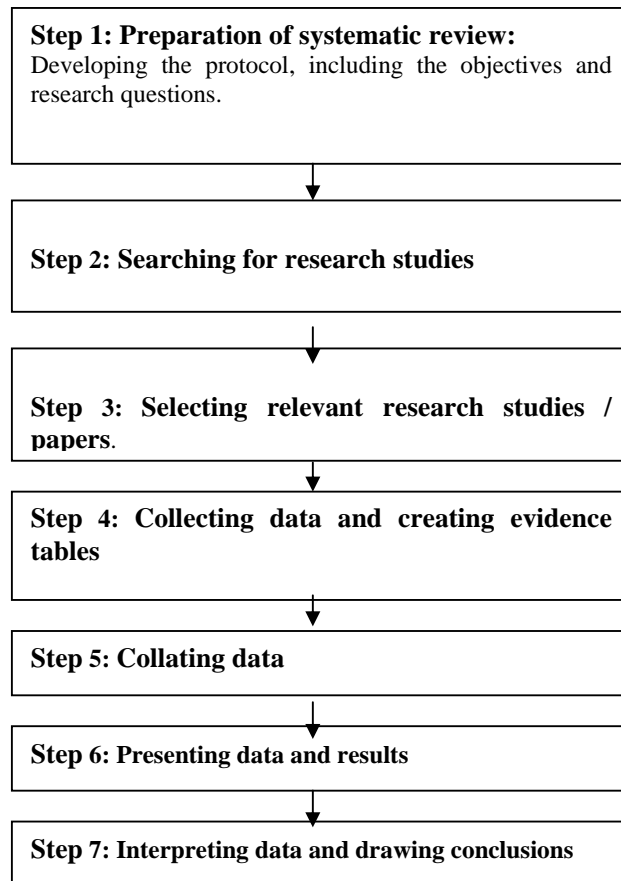 Step 1: Preparation of systematic review:
Developing the protocol, including the objectives and
research questions.
Step 2: Searching for research studies
Step 3: Selecting relevant research studies /
papers.
Step 4: Collecting data and creating evidence
tables
Step 5: Collating data
Step 6: Presenting data and results
Step 7: Interpreting data and drawing conclusions